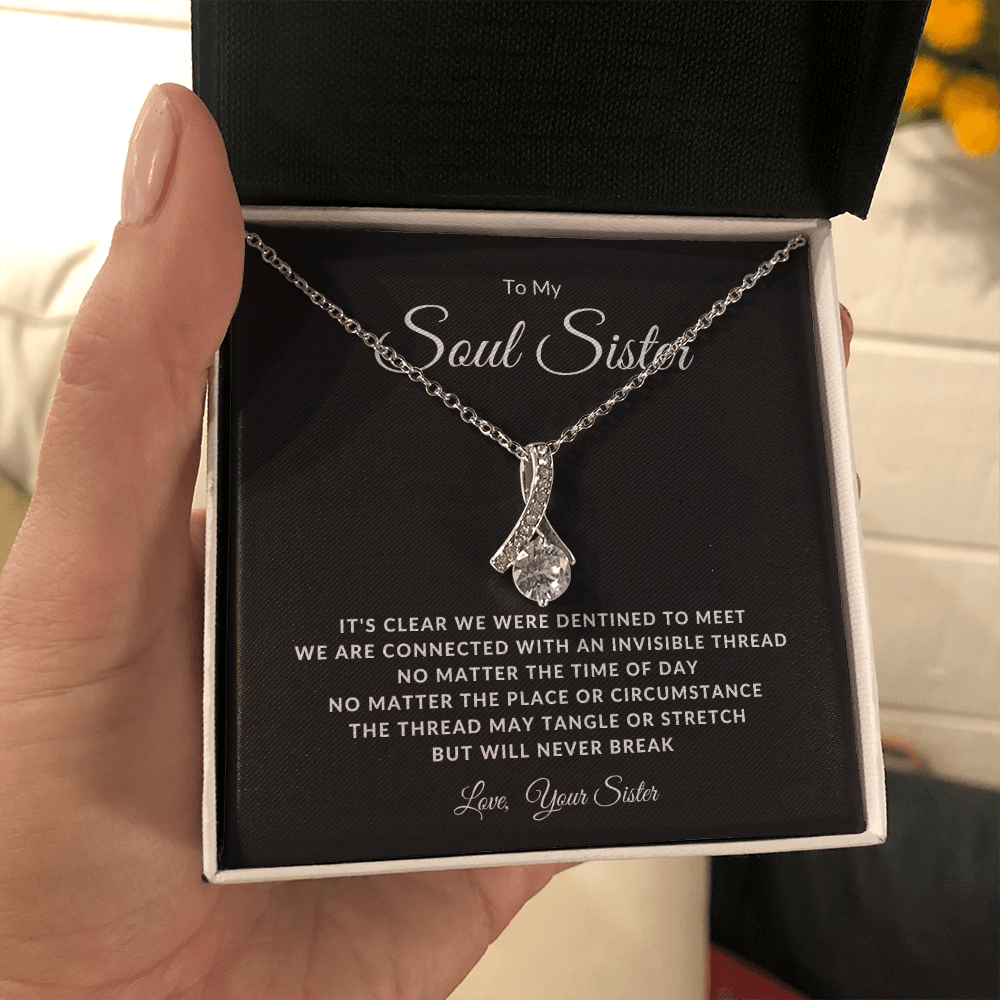 To My
Soul Sister
IT'S CLEAR WE WERE DENTINED TO MEET
WE ARE CONNECTED WITH AN INVISIBLE THREAD
NO MATTER THE TIME OF DAY
NO MATTER THE PLACE OR CIRCUMSTANCE
THE THREAD MAY TANGLE OR STRETCH
BUT WILL NEVER BREAK
Love, Your Sister